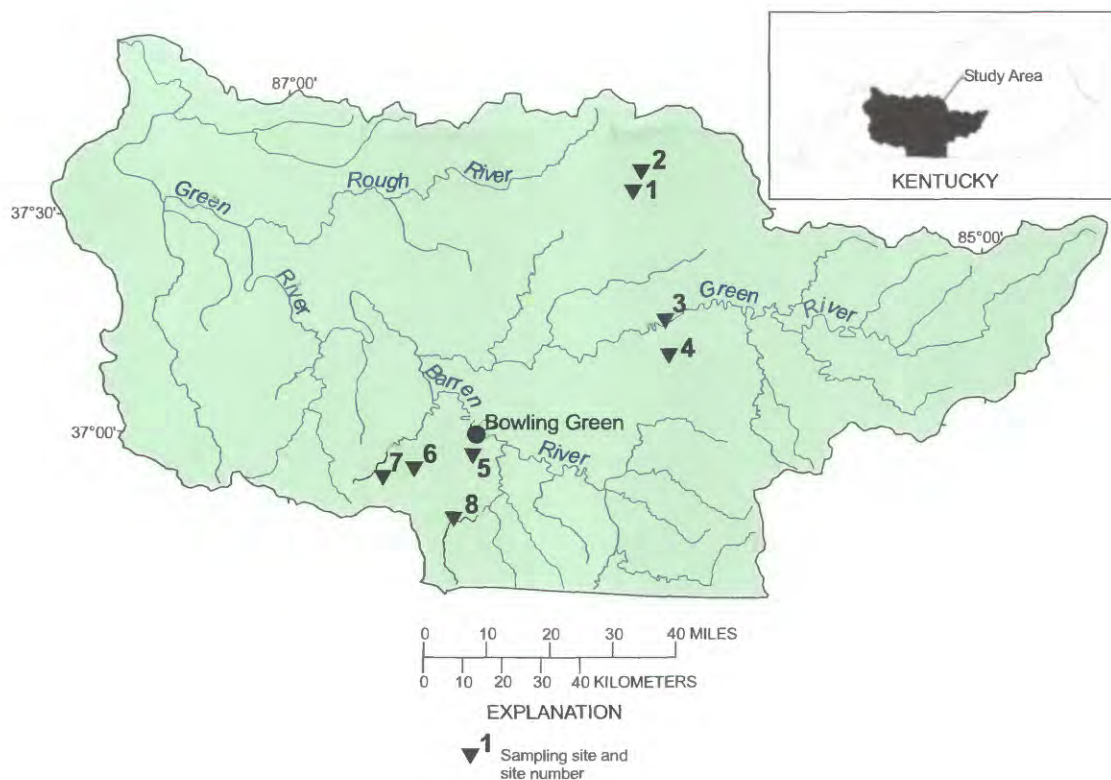 87°00'
Study Area
KENTUCKY
2
1
Rough River
Green River
37°30'
85°00'
3
Green River
4
Barren River
37°00'
Bowling Green
5
6
7
8
0 10 20 30 40 MILES
0 10 20 30 40 KILOMETERS
EXPLANATION
1 Sampling site and
site number